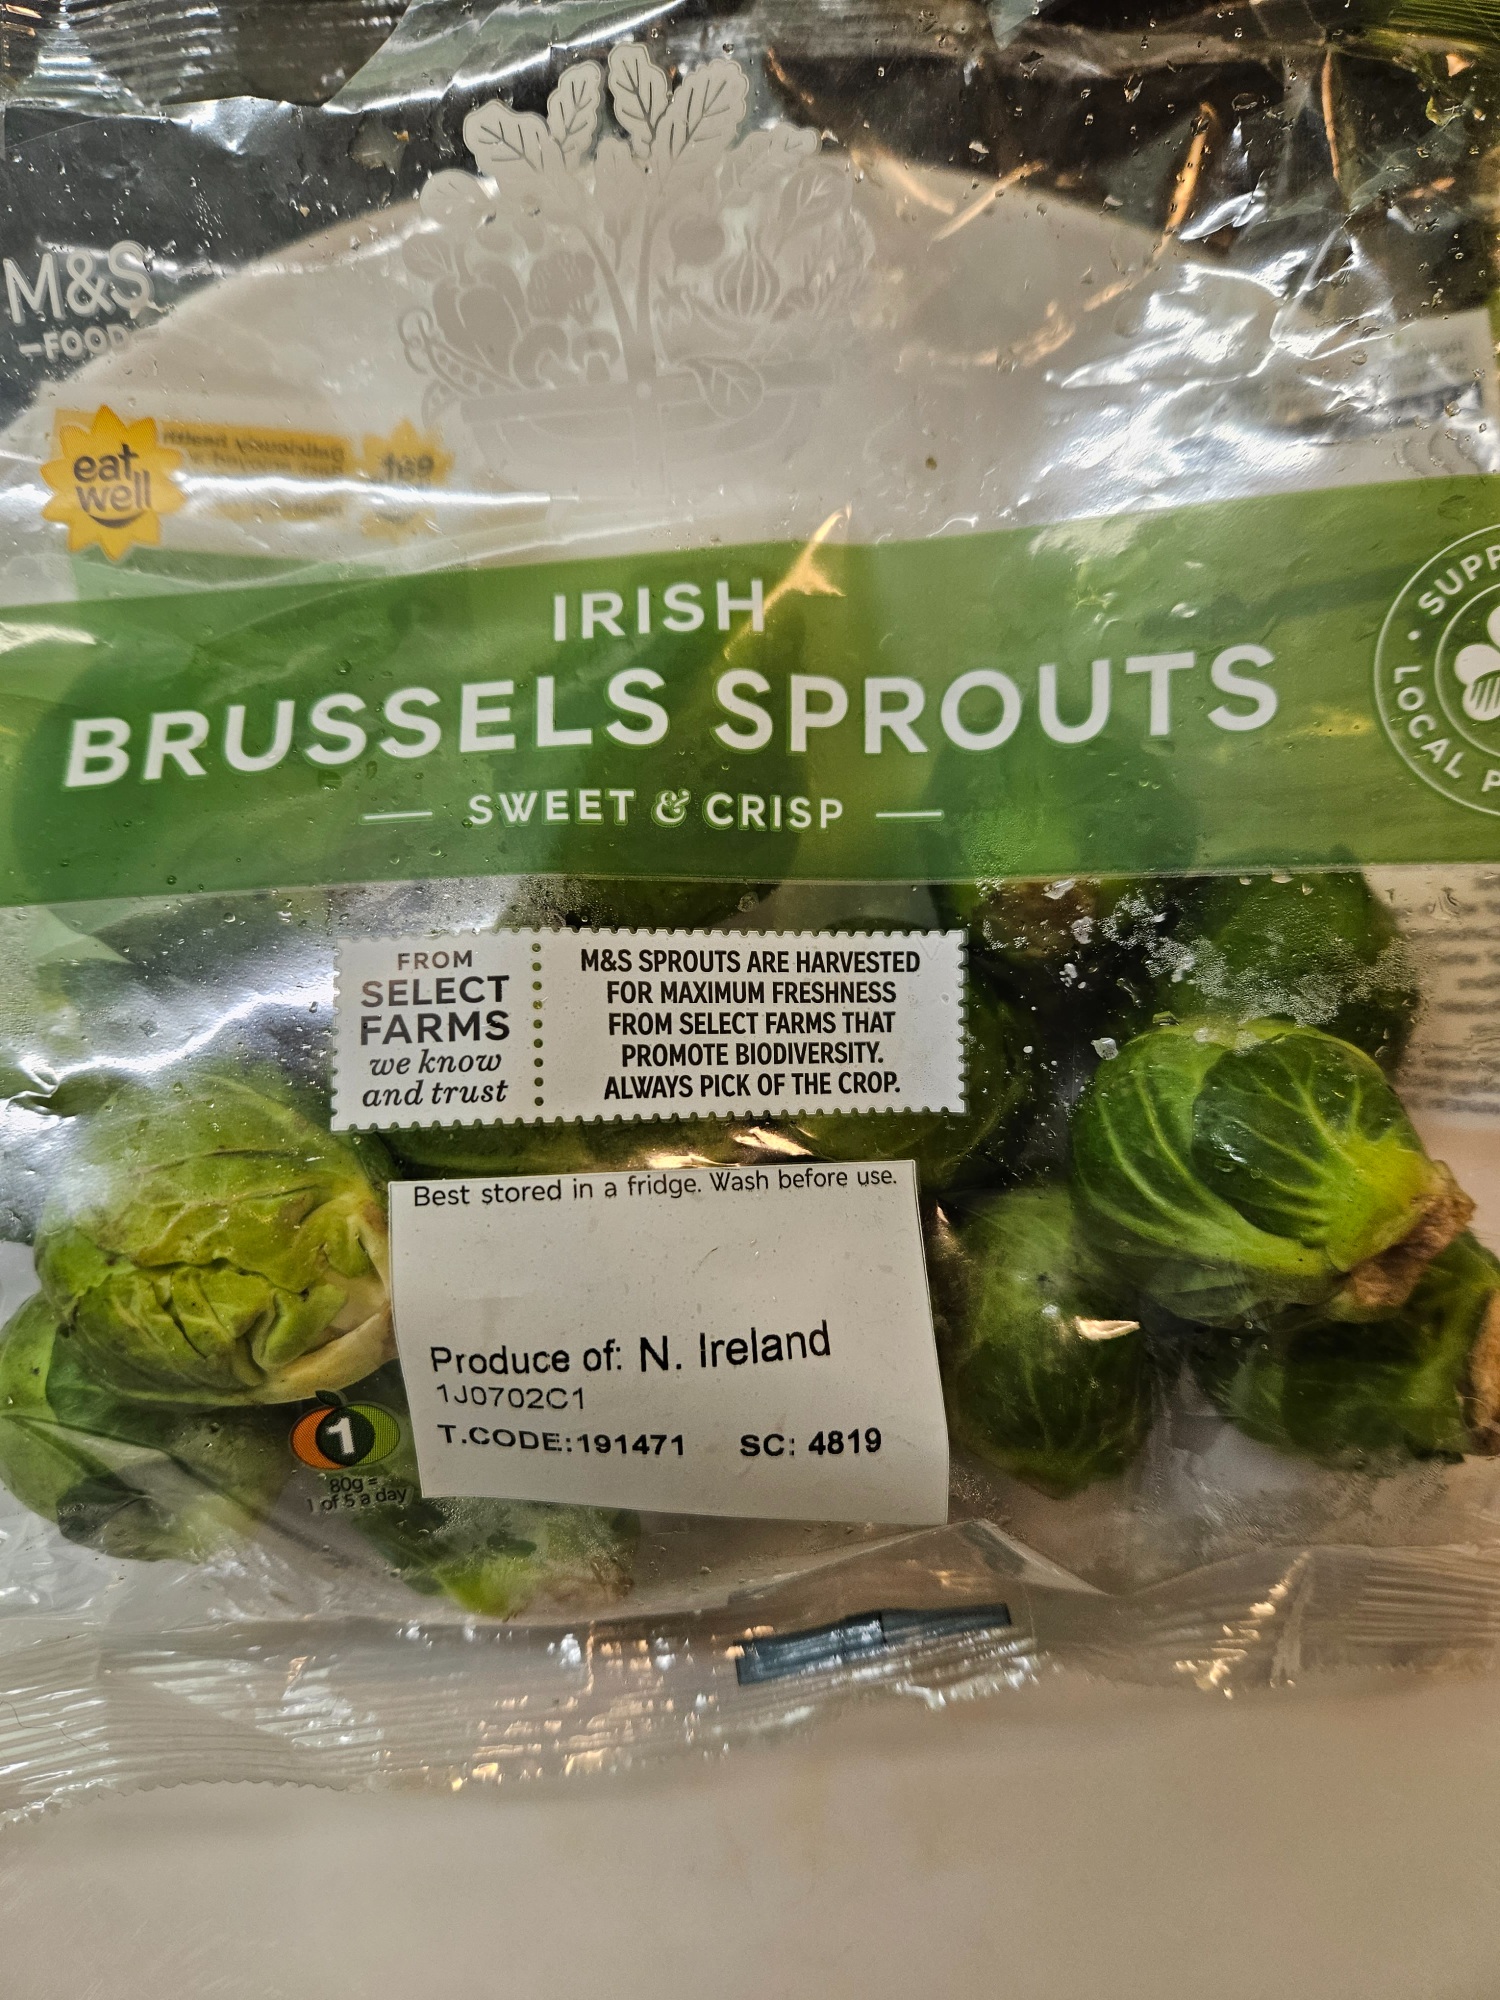 M&S
FOOD
eat
well
IRISH
BRUSSELS SPROUTS
SWEET & CRISP
SUPP
LOCAL P
FROM
SELECT
FARMS
we know
and trust
M&S SPROUTS ARE HARVESTED
FOR MAXIMUM FRESHNESS
FROM SELECT FARMS THAT
PROMOTE BIODIVERSITY.
ALWAYS PICK OF THE CROP.
Best stored in a fridge. Wash before use.
Produce of: N. Ireland
1J0702C1
T.CODE:191471 SC: 4819
1
80g =
1 of 5 a day